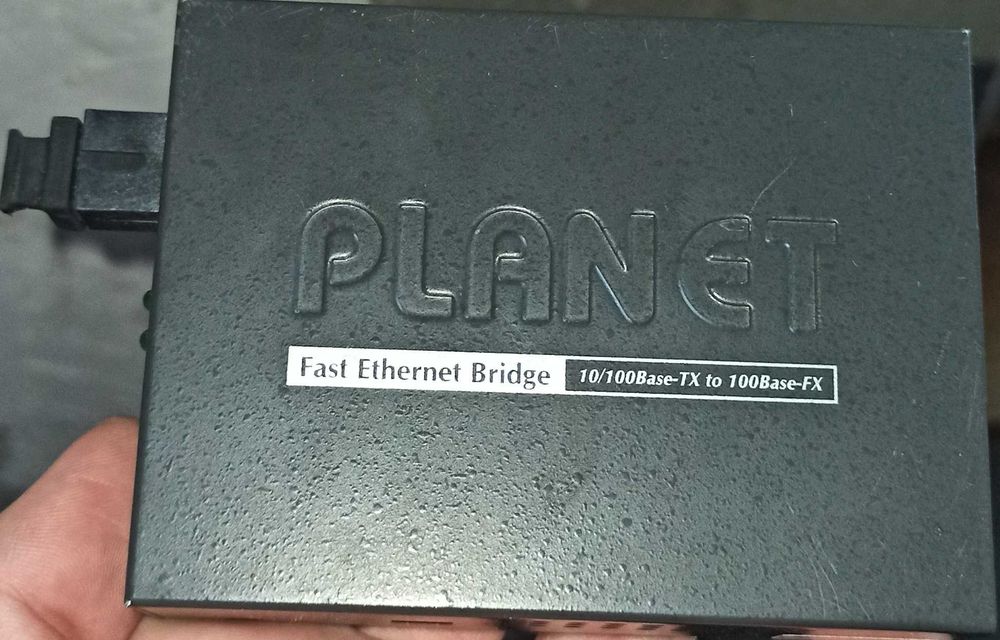 PLANET
Fast Ethernet Bridge 10/100Base-TX to 100Base-FX